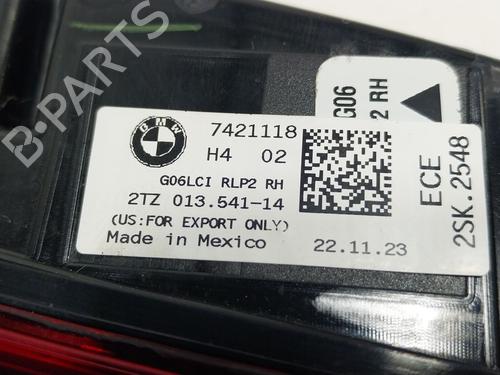 BMW
7421118
H4 02
G06LCI RLP2 RH
2TZ 013.541-14
(US:FOR EXPORT ONLY)
Made in Mexico
22.11.23
ECE
2SK.2548
G06
2 RH